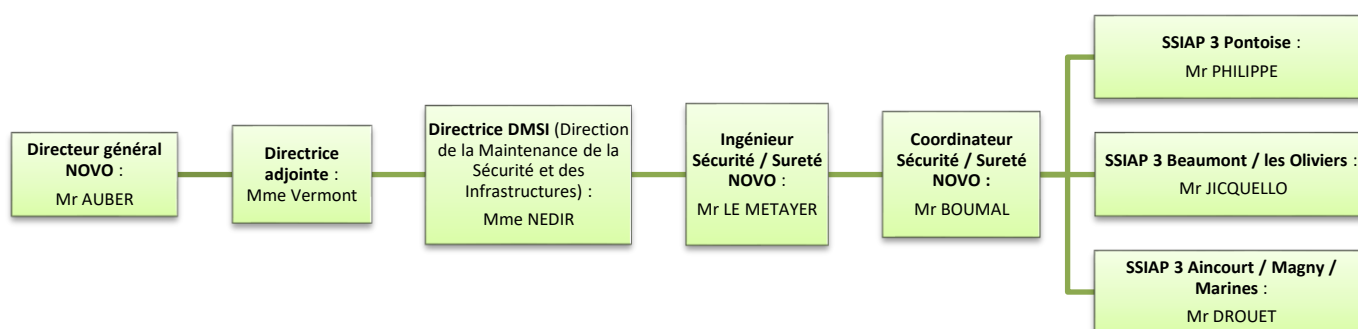 Directeur général
NOVO :
Mr AUBER
Directrice
adjointe :
Mme Vermont
Directrice DMSI (Direction
de la Maintenance de la
Sécurité et des
Infrastructures) :
Mme NEDIR
Ingénieur
Sécurité / Sureté
NOVO :
Mr LE METAYER
Coordinateur
Sécurité / Sureté
NOVO :
Mr BOUMAL
SSIAP 3 Pontoise :
Mr PHILIPPE
SSIAP 3 Beaumont / les Oliviers :
Mr JICQUELLO
SSIAP 3 Aincourt / Magny /
Marines :
Mr DROUET